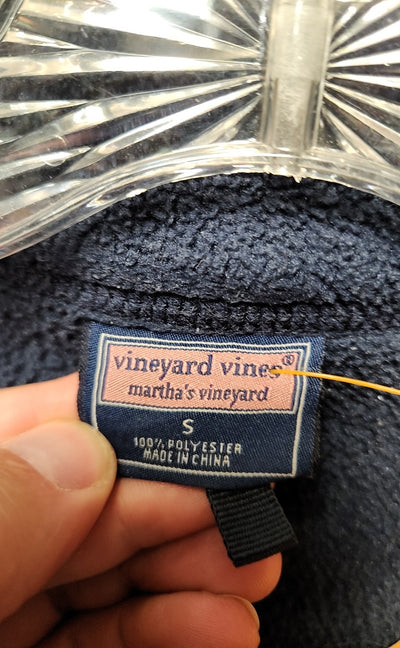 vineyard vines®
martha's vineyard
S
100% POLYESTER
MADE IN CHINA